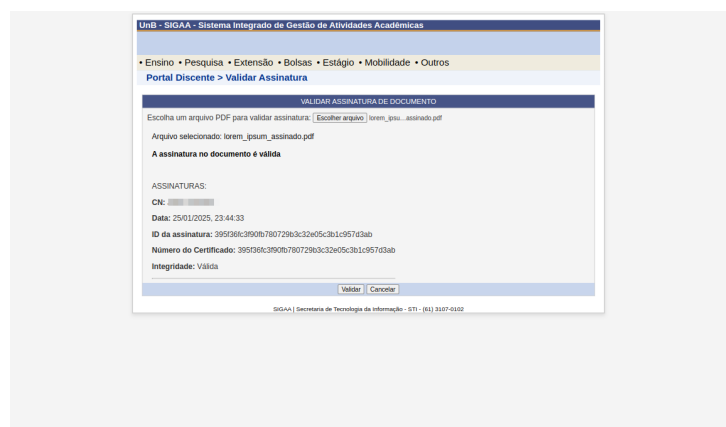 UnB - SIGAA - Sistema Integrado de Gestão de Atividades Acadêmicas
• Ensino • Pesquisa • Extensão • Bolsas • Estágio • Mobilidade • Outros
Portal Discente > Validar Assinatura
VALIDAR ASSINATURA DE DOCUMENTO
Escolha um arquivo PDF para validar assinatura: Escolher arquivo lorem_ipsu...assinado.pdf
Arquivo selecionado: lorem_ipsum_assinado.pdf
A assinatura no documento é válida
ASSINATURAS:
CN:
Data: 25/01/2025, 23:44:33
ID da assinatura: 395f36fc3f90fb780729b3c32e05c3b1c957d3ab
Número do Certificado: 395f36fc3f90fb780729b3c32e05c3b1c957d3ab
Integridade: Válida
Validar Cancelar
SIGAA | Secretaria de Tecnologia da Informação - STI - (61) 3107-0102